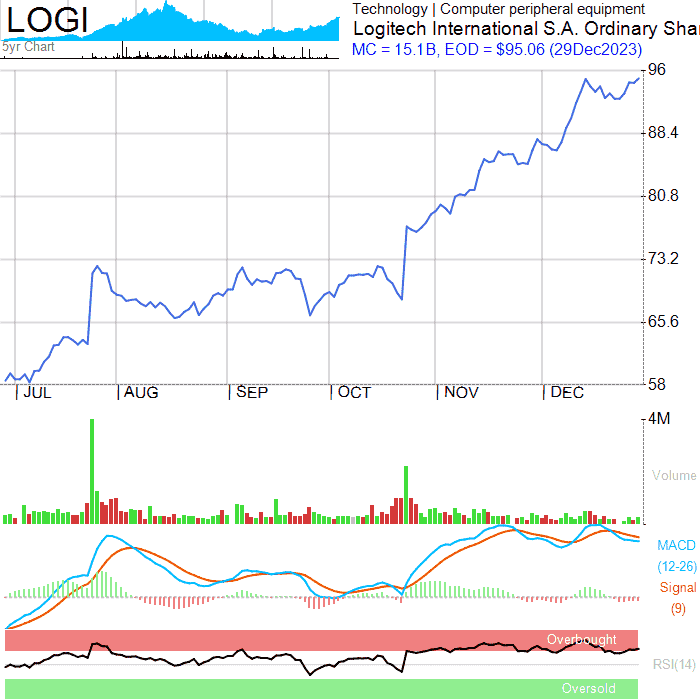 LOGI
5yr Chart
Technology | Computer peripheral equipment
Logitech International S.A. Ordinary Shar
MC = 15.1B, EOD = $95.06 (29Dec2023)
96
88.4
80.8
73.2
65.6
58
|JUL |AUG |SEP |OCT |NOV |DEC
4M
Volume
MACD
(12-26)
Signal
(9)
Overbought
RSI(14)
Oversold